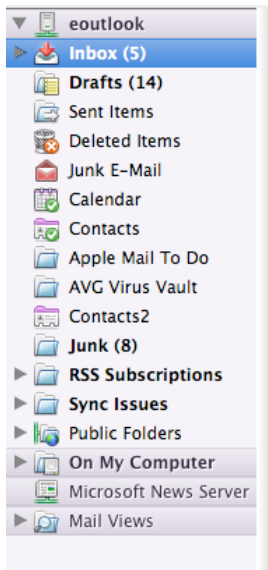 eoutlook
Inbox (5)
Drafts (14)
Sent Items
Deleted Items
Junk E-Mail
Calendar
Contacts
Apple Mail To Do
AVG Virus Vault
Contacts2
Junk (8)
RSS Subscriptions
Sync Issues
Public Folders
On My Computer
Microsoft News Server
Mail Views